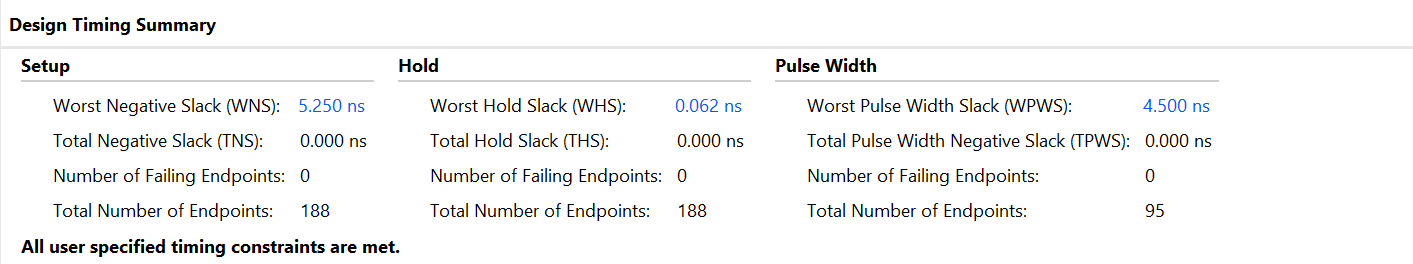 Design Timing Summary
Setup Hold Pulse Width
Worst Negative Slack (WNS): 5.250 ns Worst Hold Slack (WHS): 0.062 ns Worst Pulse Width Slack (WPWS): 4.500 ns
Total Negative Slack (TNS): 0.000 ns Total Hold Slack (THS): 0.000 ns Total Pulse Width Negative Slack (TPWS): 0.000 ns
Number of Failing Endpoints: 0 Number of Failing Endpoints: 0 Number of Failing Endpoints: 0
Total Number of Endpoints: 188 Total Number of Endpoints: 188 Total Number of Endpoints: 95
All user specified timing constraints are met.